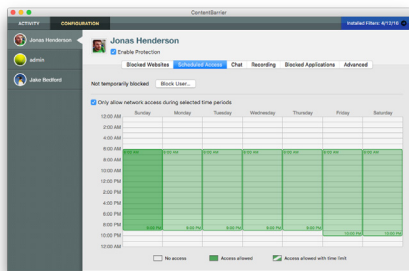 ContentBarrier
ACTIVITY CONFIGURATION Installed Filters: 6/12/16
Jonas Henderson
admin
Jake Bedford
Jonas Henderson
Enable Protection
Blocked Websites Scheduled Access Chat Recording Blocked Applications Advanced
Not temporarily blocked Block User...
Only allow network access during selected time periods
Sunday Monday Tuesday Wednesday Thursday Friday Saturday
12:00 AM
2:00 AM
4:00 AM
6:00 AM
8:00 AM
10:00 AM
12:00 PM
2:00 PM
4:00 PM
6:00 PM
8:00 PM
10:00 PM
12:00 AM
No access Access allowed Access allowed with time limit